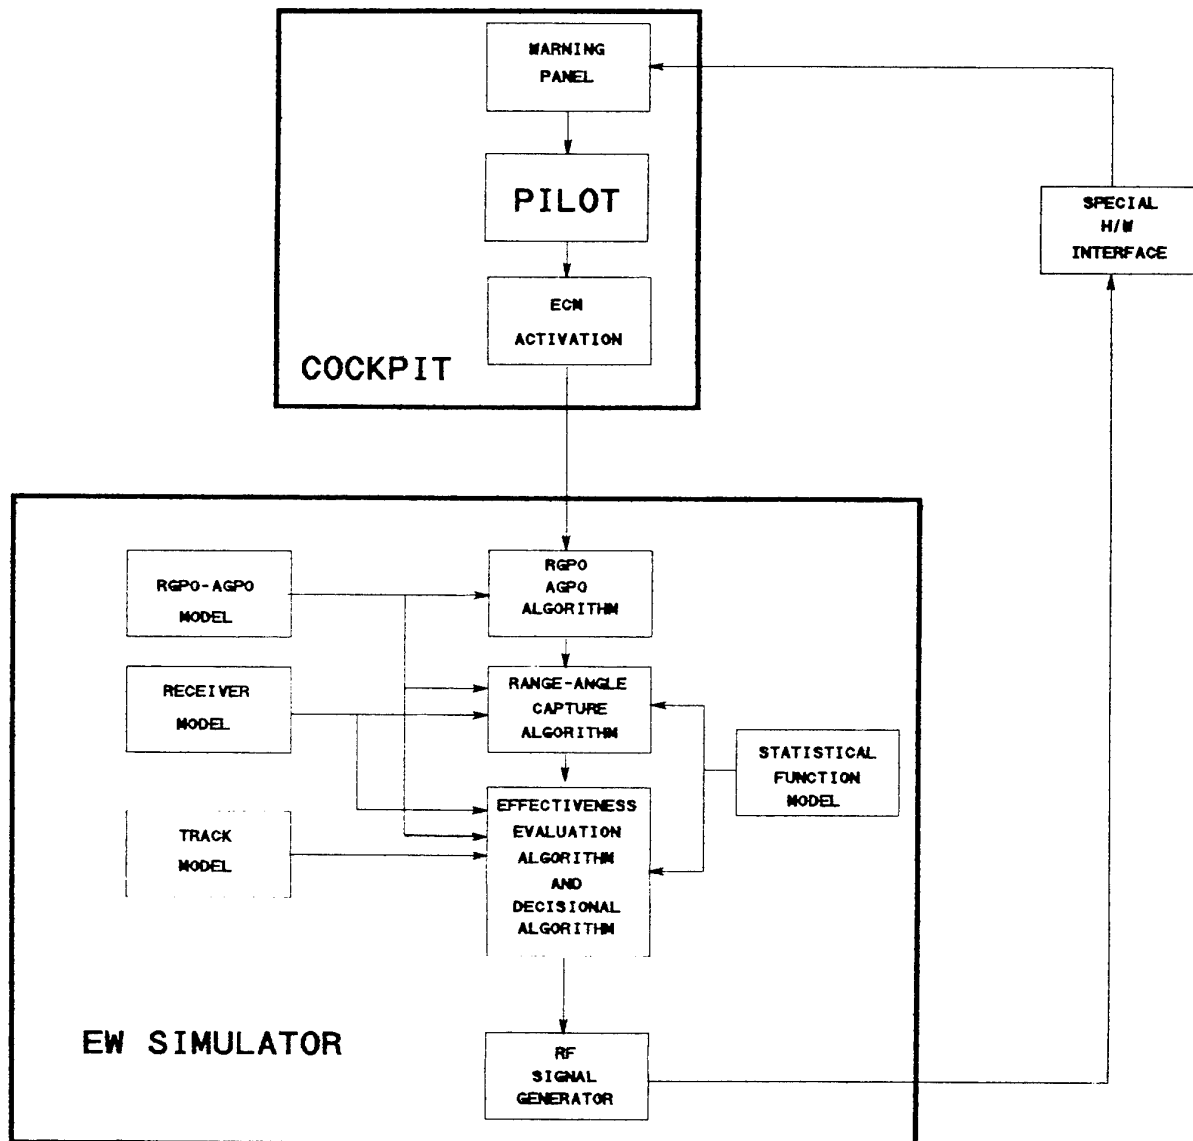 WARNING
PANEL
PILOT
ECM
ACTIVATION
COCKPIT
SPECIAL
H/W
INTERFACE
RGPO-AGPO
MODEL
RGPO
AGPO
ALGORITHM
RECEIVER
MODEL
RANGE-ANGLE
CAPTURE
ALGORITHM
STATISTICAL
FUNCTION
MODEL
TRACK
MODEL
EFFECTIVENESS
EVALUATION
ALGORITHM
AND
DECISIONAL
ALGORITHM
EW SIMULATOR
RF
SIGNAL
GENERATOR